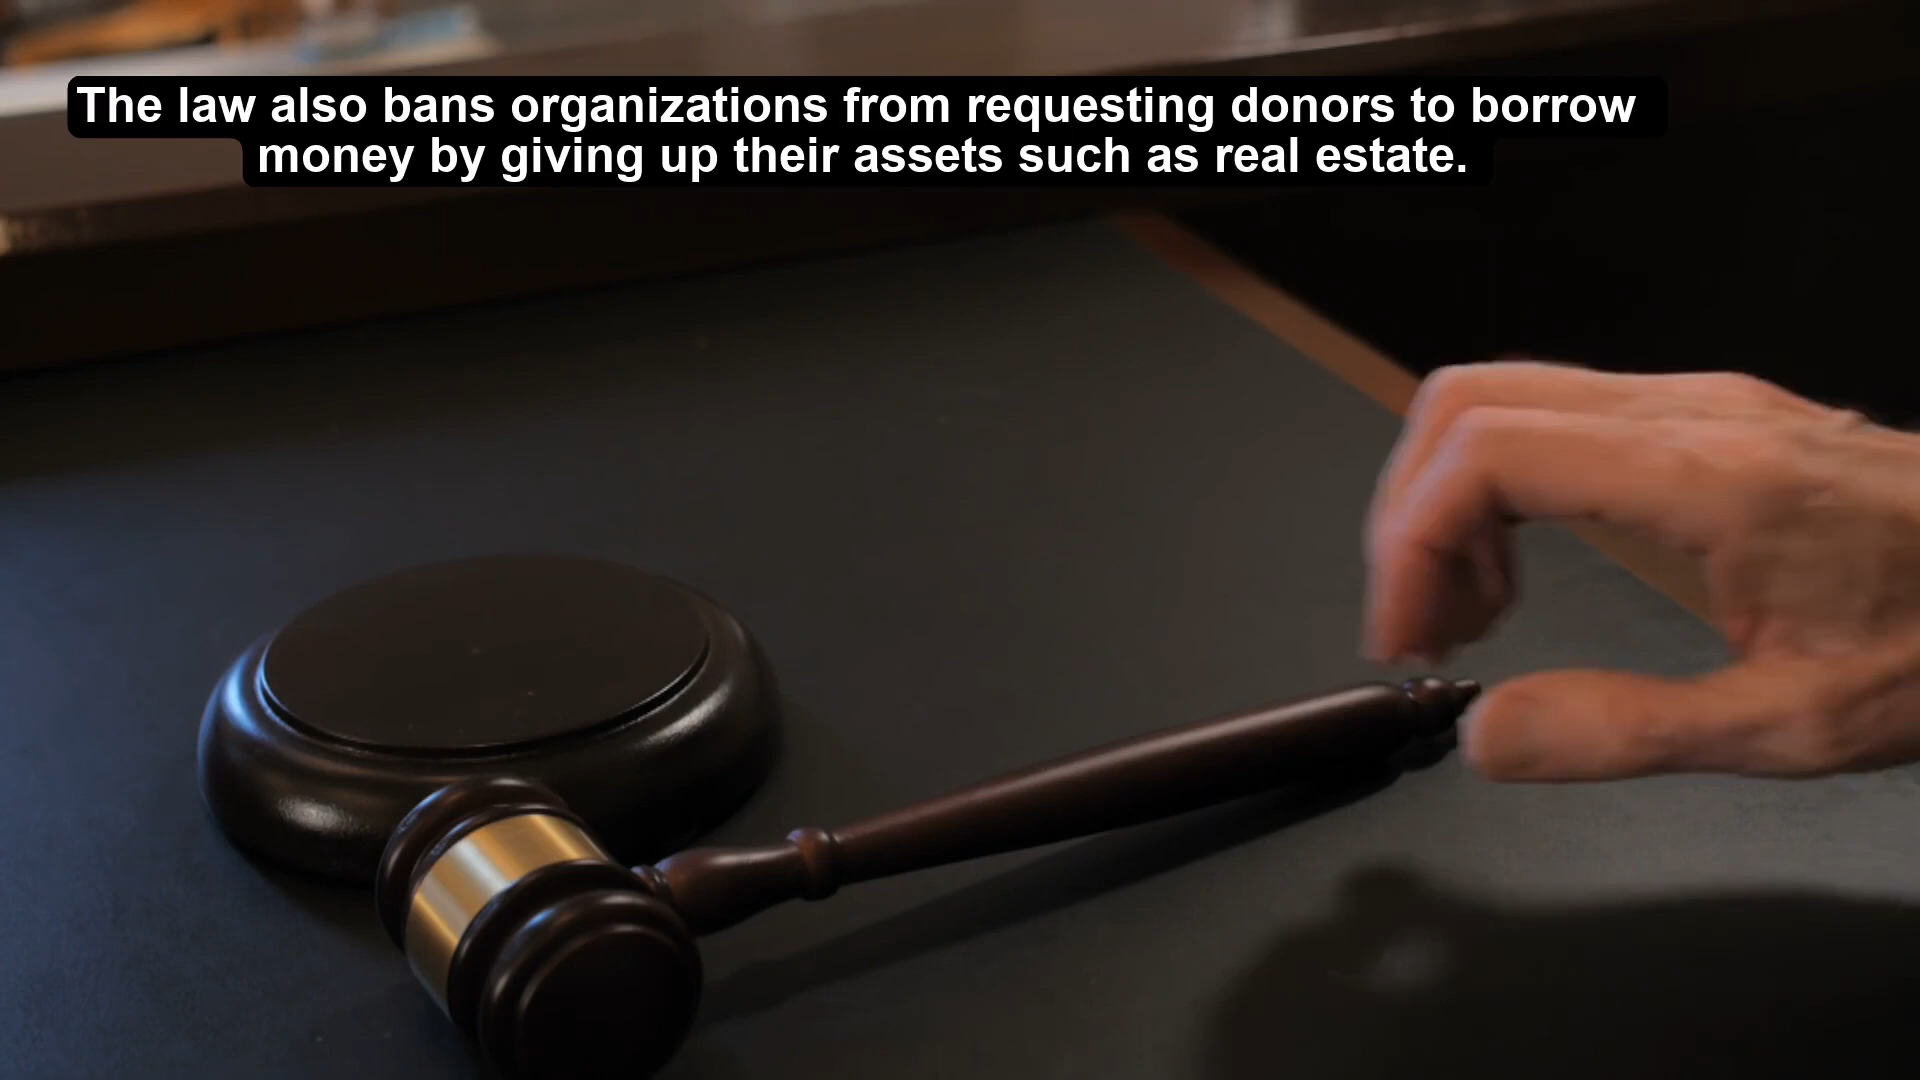 The law also bans organizations from requesting donors to borrow
money by giving up their assets such as real estate.